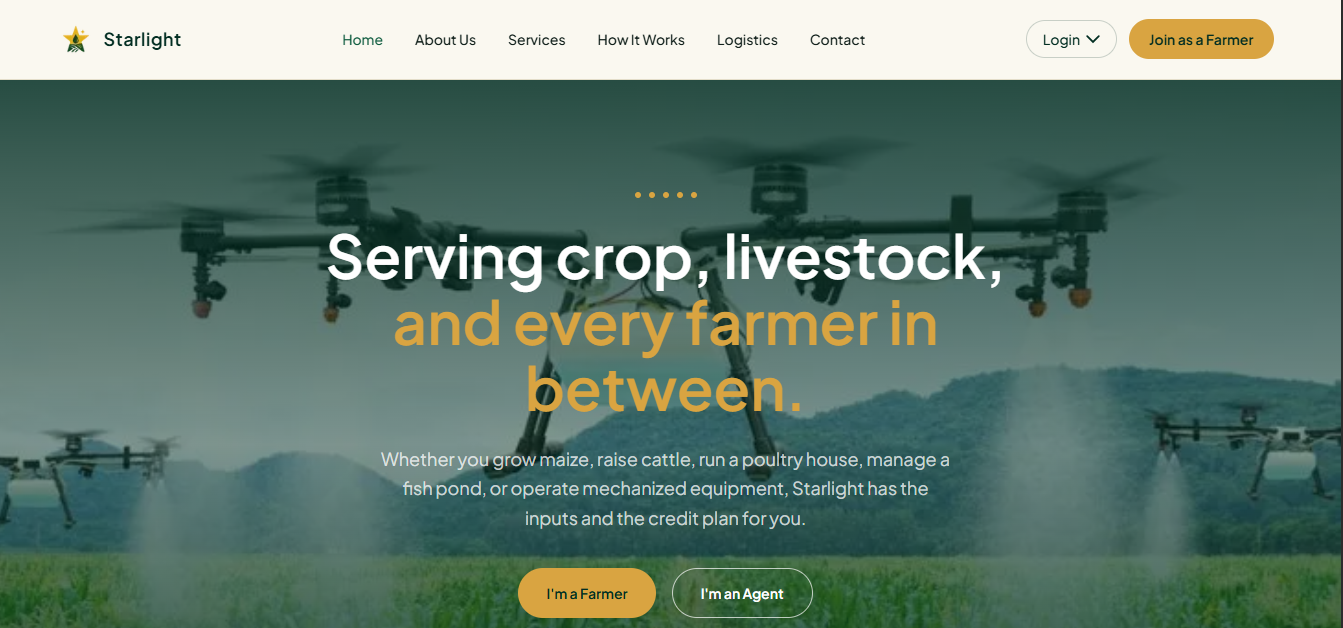 Starlight
Home
About Us
Services
How It Works
Logistics
Contact
Login
Join as a Farmer
Serving crop, livestock,
and every farmer in
between.
Whether you grow maize, raise cattle, run a poultry house, manage a
fish pond, or operate mechanized equipment, Starlight has the
inputs and the credit plan for you.
I'm a Farmer
I'm an Agent